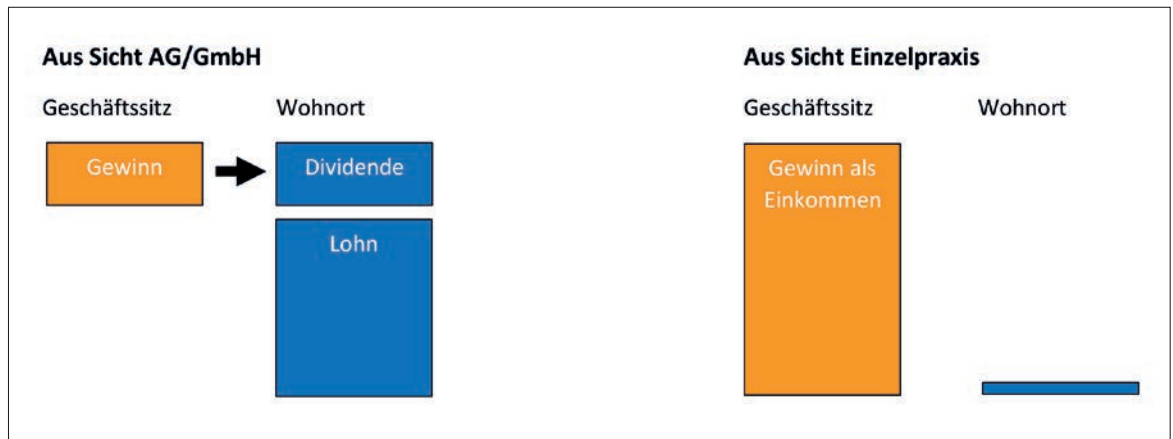 Aus Sicht AG/GmbH
Geschäftssitz
Wohnort
Gewinn
Dividende
Lohn
Aus Sicht Einzelpraxis
Geschäftssitz
Wohnort
Gewinn als
Einkommen